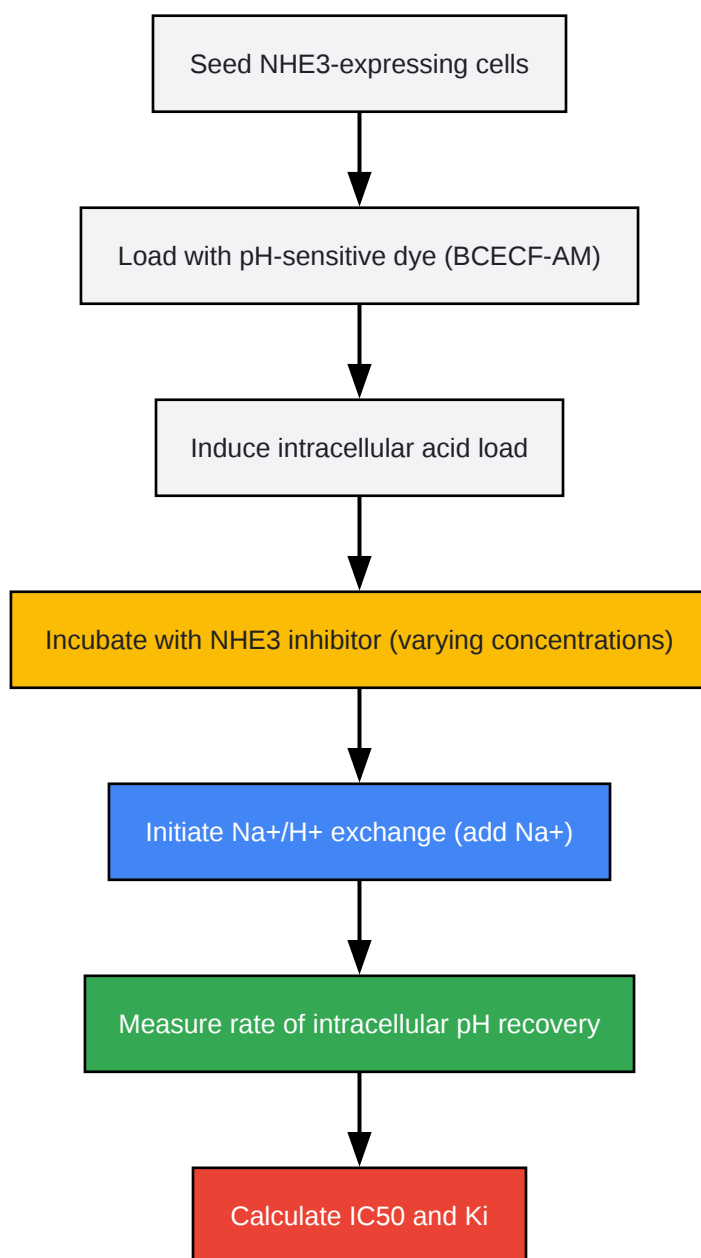 Seed NHE3-expressing cells
Load with pH-sensitive dye (BCECF-AM)
Induce intracellular acid load
Incubate with NHE3 inhibitor (varying concentrations)
Initiate Na+/H+ exchange (add Na+)
Measure rate of intracellular pH recovery
Calculate IC50 and Ki